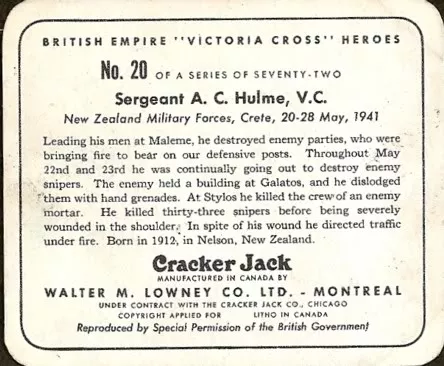 BRITISH EMPIRE "VICTORIA CROSS" HEROES
No. 20 OF A SERIES OF SEVENTY-TWO
Sergeant A. C. Hulme, V.C.
New Zealand Military Forces, Crete, 20-28 May, 1941
Leading his men at Maleme, he destroyed enemy parties, who were
bringing fire to bear on our defensive posts. Throughout May
22nd and 23rd he was continually going out to destroy enemy
snipers. The enemy held a building at Galatos, and he dislodged
them with hand grenades. At Stylos he killed the crew of an enemy
mortar. He killed thirty-three snipers before being severely
wounded in the shoulder. In spite of his wound he directed traffic
under fire. Born in 1912, in Nelson, New Zealand.
Cracker Jack
MANUFACTURED IN CANADA BY
WALTER M. LOWNEY CO. LTD. - MONTREAL
UNDER CONTRACT WITH THE CRACKER JACK CO., CHICAGO
COPYRIGHT APPLIED FOR LITHO IN CANADA
Reproduced by Special Permission of the British Government